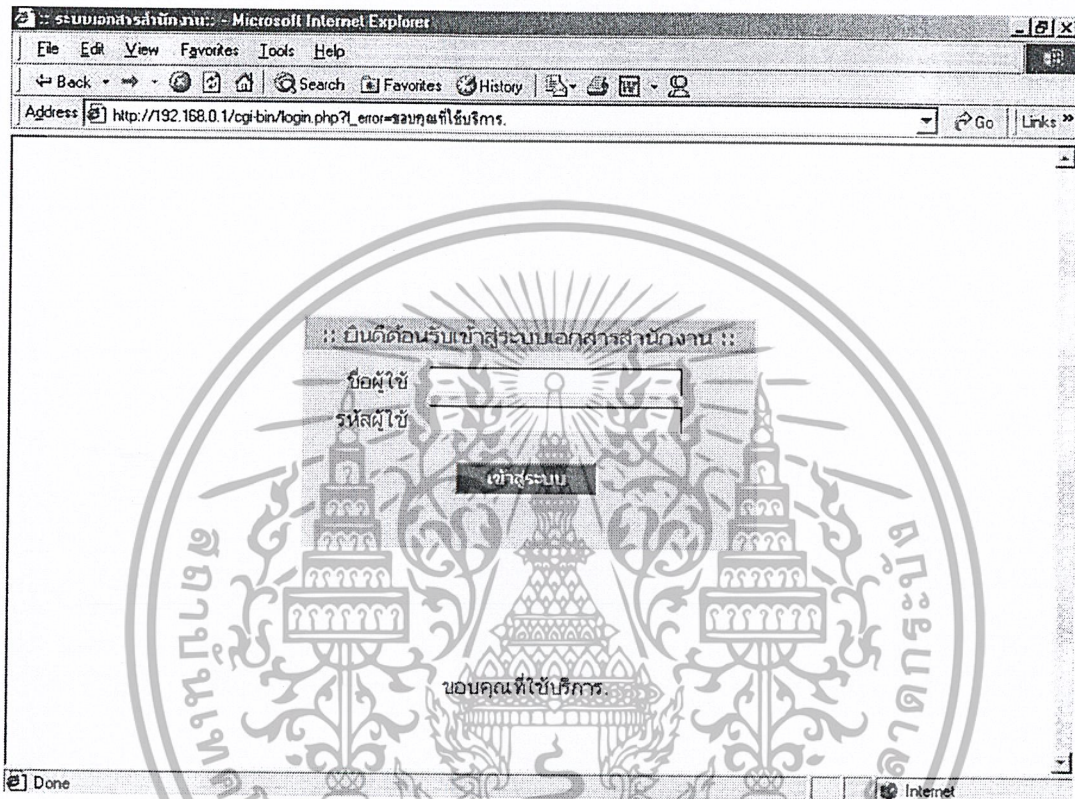 :: ระบบเอกสารสำนักงาน:: - Microsoft Internet Explorer
File Edit View Favorites Tools Help
Back Search Favorites History
Address http://192.168.0.1/cgi-bin/login.php?l_error=ขอบคุณที่ใช้บริการ. Go Links »
:: ยินดีต้อนรับเข้าสู่ระบบเอกสารสำนักงาน ::
ชื่อผู้ใช้
รหัสผู้ใช้
เข้าสู่ระบบ
ขอบคุณที่ใช้บริการ.
Done Internet